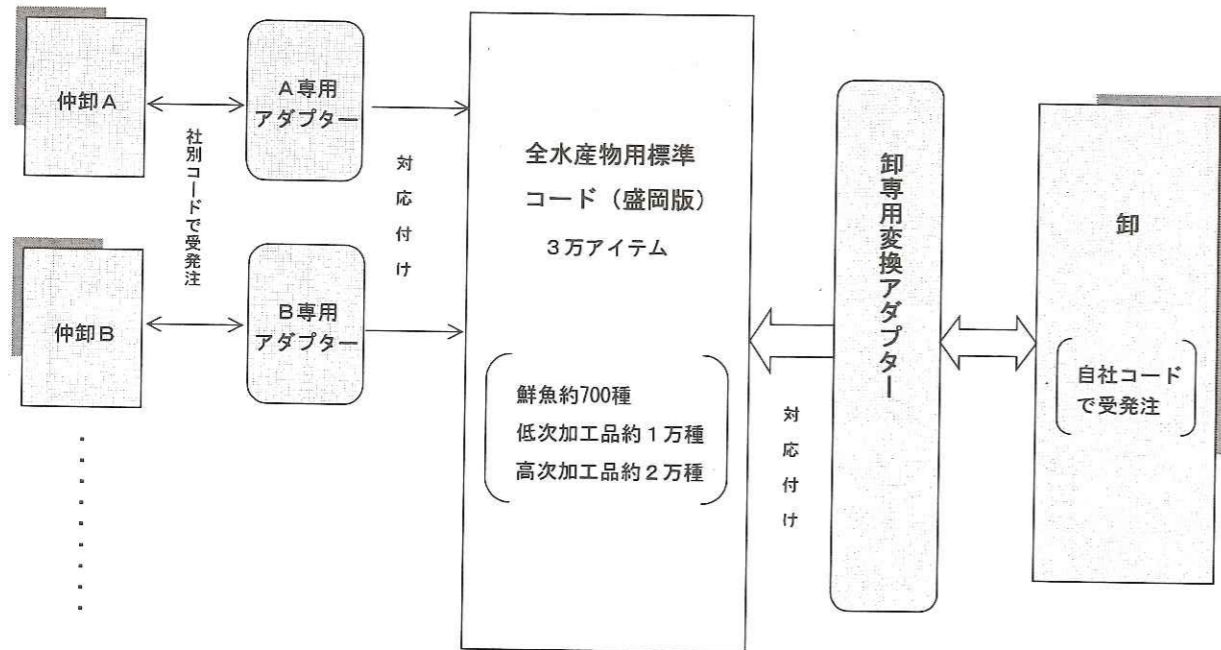 仲卸A
社別コードで受発注
A専用
アダプター
対応付け
仲卸B
B専用
アダプター
全水産物用標準
コード（盛岡版）
3万アイテム
鮮魚約700種
低次加工品約1万種
高次加工品約2万種
対応付け
卸専用変換アダプター
卸
自社コード
で受発注